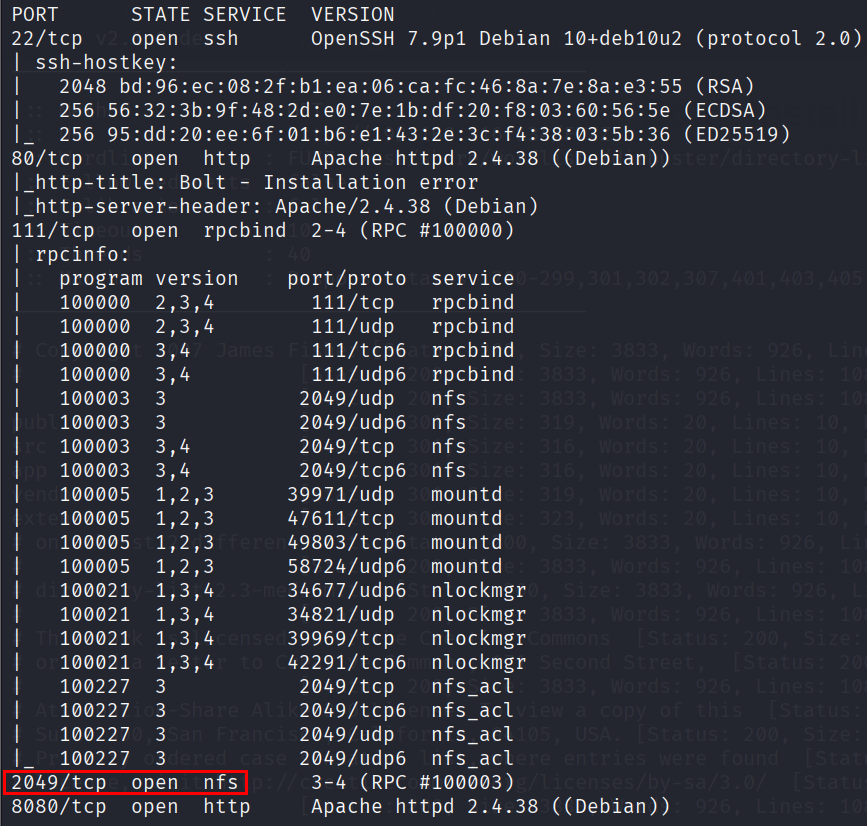 PORT     STATE SERVICE  VERSION
22/tcp   open  ssh      OpenSSH 7.9p1 Debian 10+deb10u2 (protocol 2.0)
| ssh-hostkey:
|   2048 bd:96:ec:08:2f:b1:ea:06:ca:fc:46:8a:7e:8a:e3:55 (RSA)
|   256 56:32:3b:9f:48:2d:e0:7e:1b:df:20:f8:03:60:56:5e (ECDSA)
|_  256 95:dd:20:ee:6f:01:b6:e1:43:2e:3c:f4:38:03:5b:36 (ED25519)
80/tcp   open  http     Apache httpd 2.4.38 ((Debian))
|_http-title: Bolt - Installation error
|_http-server-header: Apache/2.4.38 (Debian)
111/tcp  open  rpcbind  2-4 (RPC #100000)
| rpcinfo:
|   program version    port/proto  service
|   100000  2,3,4        111/tcp   rpcbind
|   100000  2,3,4        111/udp   rpcbind
|   100000  3,4          111/tcp6  rpcbind
|   100000  3,4          111/udp6  rpcbind
|   100003  3           2049/udp   nfs
|   100003  3           2049/udp6  nfs
|   100003  3,4         2049/tcp   nfs
|   100003  3,4         2049/tcp6  nfs
|   100005  1,2,3      39971/udp   mountd
|   100005  1,2,3      47611/tcp   mountd
|   100005  1,2,3      49803/tcp6  mountd
|   100005  1,2,3      58724/udp6  mountd
|   100021  1,3,4      34677/udp6  nlockmgr
|   100021  1,3,4      34821/udp   nlockmgr
|   100021  1,3,4      39969/tcp   nlockmgr
|   100021  1,3,4      42291/tcp6  nlockmgr
|   100227  3           2049/tcp   nfs_acl
|   100227  3           2049/tcp6  nfs_acl
|   100227  3           2049/udp   nfs_acl
|_  100227  3           2049/udp6  nfs_acl
2049/tcp open  nfs      3-4 (RPC #100003)
8080/tcp open  http     Apache httpd 2.4.38 ((Debian))